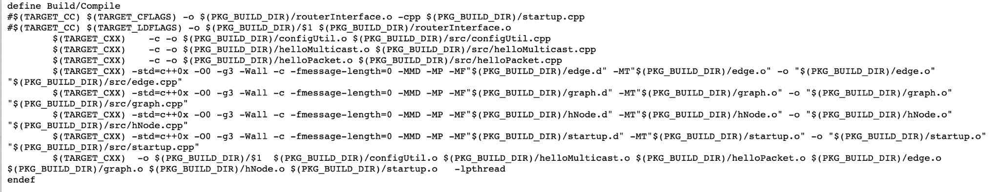 define Build/Compile
#$(TARGET_CC) $(TARGET_CFLAGS) -o $(PKG_BUILD_DIR)/routerInterface.o -cpp $(PKG_BUILD_DIR)/startup.cpp
#$(TARGET_CC) $(TARGET_LDFLAGS) -o $(PKG_BUILD_DIR)/$1 $(PKG_BUILD_DIR)/routerInterface.o
        $(TARGET_CXX)    -c -o $(PKG_BUILD_DIR)/configUtil.o $(PKG_BUILD_DIR)/src/configUtil.cpp
        $(TARGET_CXX)    -c -o $(PKG_BUILD_DIR)/helloMulticast.o $(PKG_BUILD_DIR)/src/helloMulticast.cpp
        $(TARGET_CXX)    -c -o $(PKG_BUILD_DIR)/helloPacket.o $(PKG_BUILD_DIR)/src/helloPacket.cpp
        $(TARGET_CXX) -std=c++0x -O0 -g3 -Wall -c -fmessage-length=0 -MMD -MP -MF"$(PKG_BUILD_DIR)/edge.d" -MT"$(PKG_BUILD_DIR)/edge.o" -o "$(PKG_BUILD_DIR)/edge.o"
"$(PKG_BUILD_DIR)/src/edge.cpp"
        $(TARGET_CXX) -std=c++0x -O0 -g3 -Wall -c -fmessage-length=0 -MMD -MP -MF"$(PKG_BUILD_DIR)/graph.d" -MT"$(PKG_BUILD_DIR)/graph.o" -o "$(PKG_BUILD_DIR)/graph.o"
"$(PKG_BUILD_DIR)/src/graph.cpp"
        $(TARGET_CXX) -std=c++0x -O0 -g3 -Wall -c -fmessage-length=0 -MMD -MP -MF"$(PKG_BUILD_DIR)/hNode.d" -MT"$(PKG_BUILD_DIR)/hNode.o" -o "$(PKG_BUILD_DIR)/hNode.o"
"$(PKG_BUILD_DIR)/src/hNode.cpp"
        $(TARGET_CXX) -std=c++0x -O0 -g3 -Wall -c -fmessage-length=0 -MMD -MP -MF"$(PKG_BUILD_DIR)/startup.d" -MT"$(PKG_BUILD_DIR)/startup.o" -o "$(PKG_BUILD_DIR)/startup.o"
"$(PKG_BUILD_DIR)/src/startup.cpp"
        $(TARGET_CXX)  -o $(PKG_BUILD_DIR)/$1  $(PKG_BUILD_DIR)/configUtil.o $(PKG_BUILD_DIR)/helloMulticast.o $(PKG_BUILD_DIR)/helloPacket.o $(PKG_BUILD_DIR)/edge.o
$(PKG_BUILD_DIR)/graph.o $(PKG_BUILD_DIR)/hNode.o $(PKG_BUILD_DIR)/startup.o   -lpthread
endef